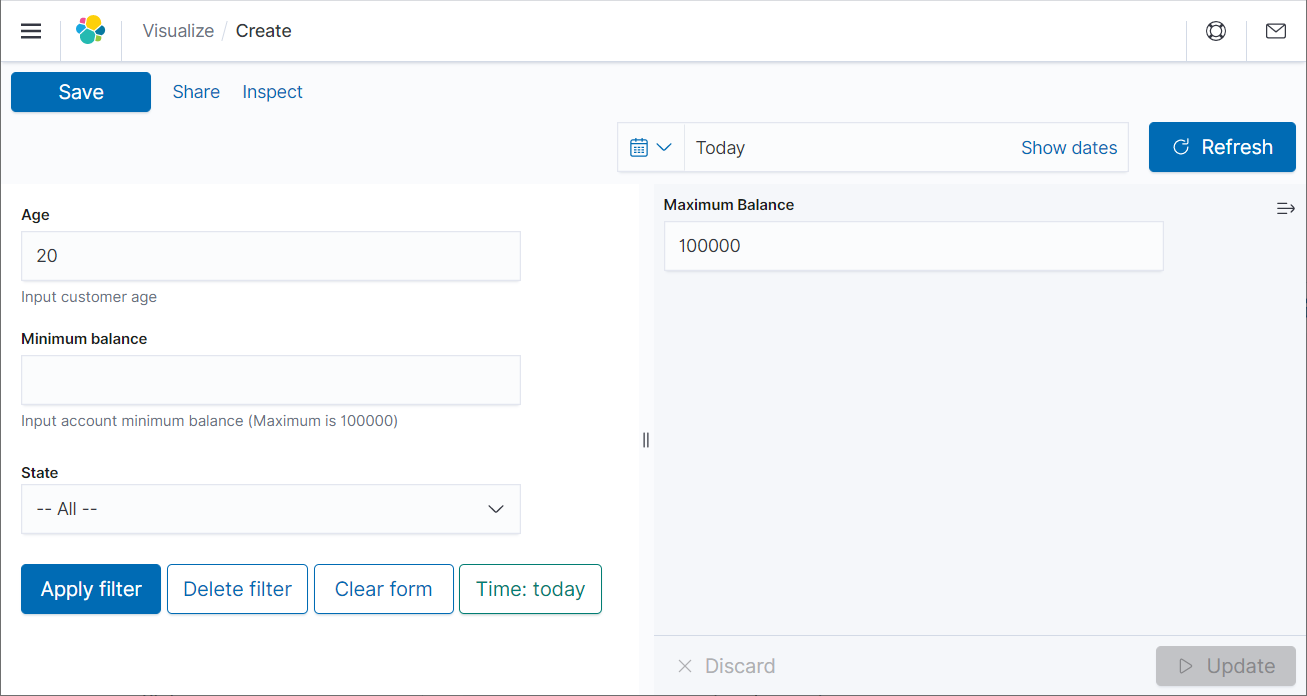 Visualize / Create
Save Share Inspect
Today Show dates Refresh
Age
20
Input customer age
Minimum balance
Input account minimum balance (Maximum is 100000)
State
-- All --
Apply filter Delete filter Clear form Time: today
Maximum Balance
100000
Discard Update